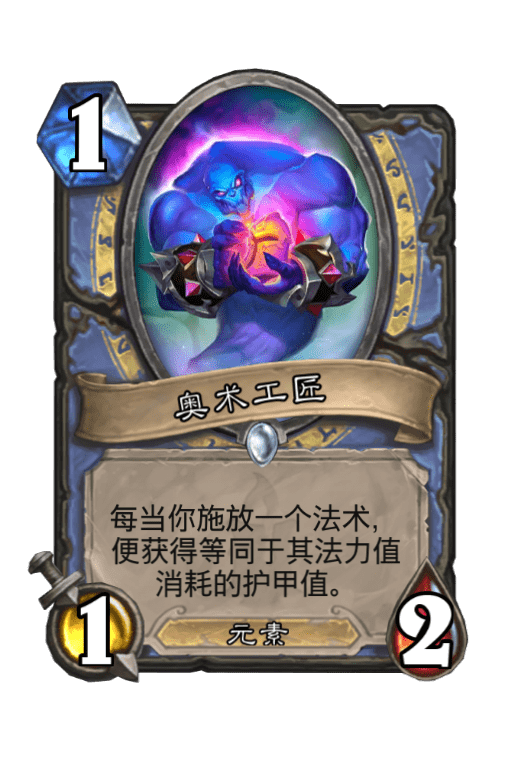 1
奥术工匠
每当你施放一个法术,
便获得等同于其法力值
消耗的护甲值。
1
元素
2